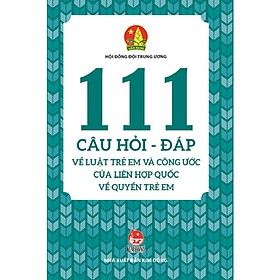 HỘI ĐỒNG ĐỘI TRUNG ƯƠNG
111
CÂU HỎI - ĐÁP
VỀ LUẬT TRẺ EM VÀ CÔNG ƯỚC
CỦA LIÊN HỢP QUỐC
VỀ QUYỀN TRẺ EM
NHÀ XUẤT BẢN KIM ĐỒNG